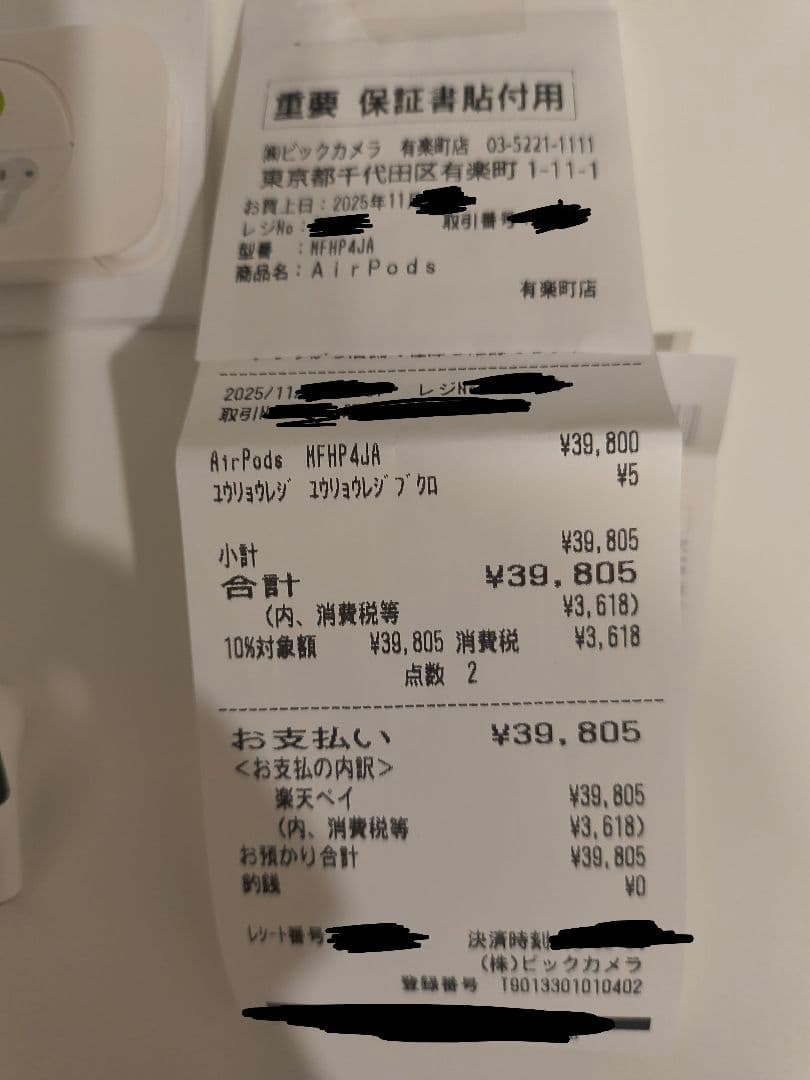 重要 保証書貼付用
㈱ビックカメラ 有楽町店 03-5221-1111
東京都千代田区有楽町 1-11-1
お買上日:2025年11
レジNo:
取引番号
型番 :MFHP4JA
商品名:AirPods
有楽町店
2025/11 レジN
取引
AirPods MFHP4JA ¥39,800
ユウリョウレジ ユウリョウレジブクロ ¥5
小計 ¥39,805
合計 ¥39,805
(内、消費税等 ¥3,618)
10%対象額 ¥39,805 消費税 ¥3,618
点数 2
お支払い ¥39,805
<お支払の内訳>
楽天ペイ ¥39,805
(内、消費税等 ¥3,618)
お預かり合計 ¥39,805
釣銭 ¥0
レシート番号 決済時刻
(株)ビックカメラ
登録番号 T9013301010402